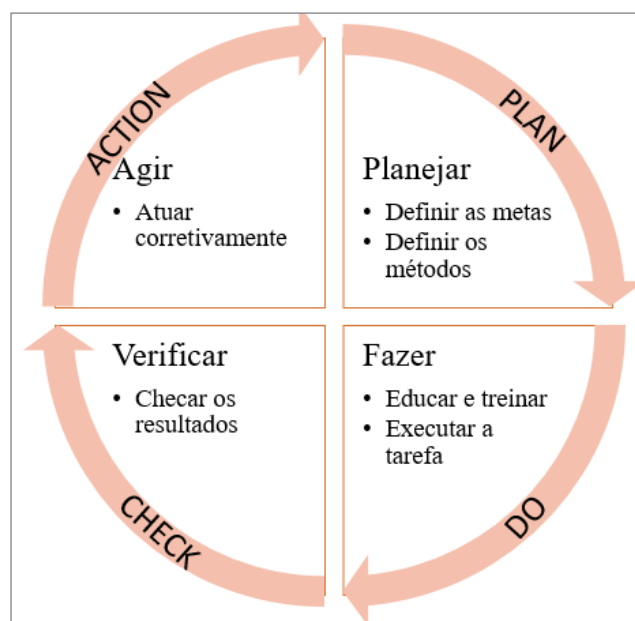 ACTION
Agir
• Atuar
corretivamente
PLAN
Planejar
• Definir as metas
• Definir os
métodos
Verificar
• Checar os
resultados
CHECK
Fazer
• Educar e treinar
• Executar a
tarefa
DO